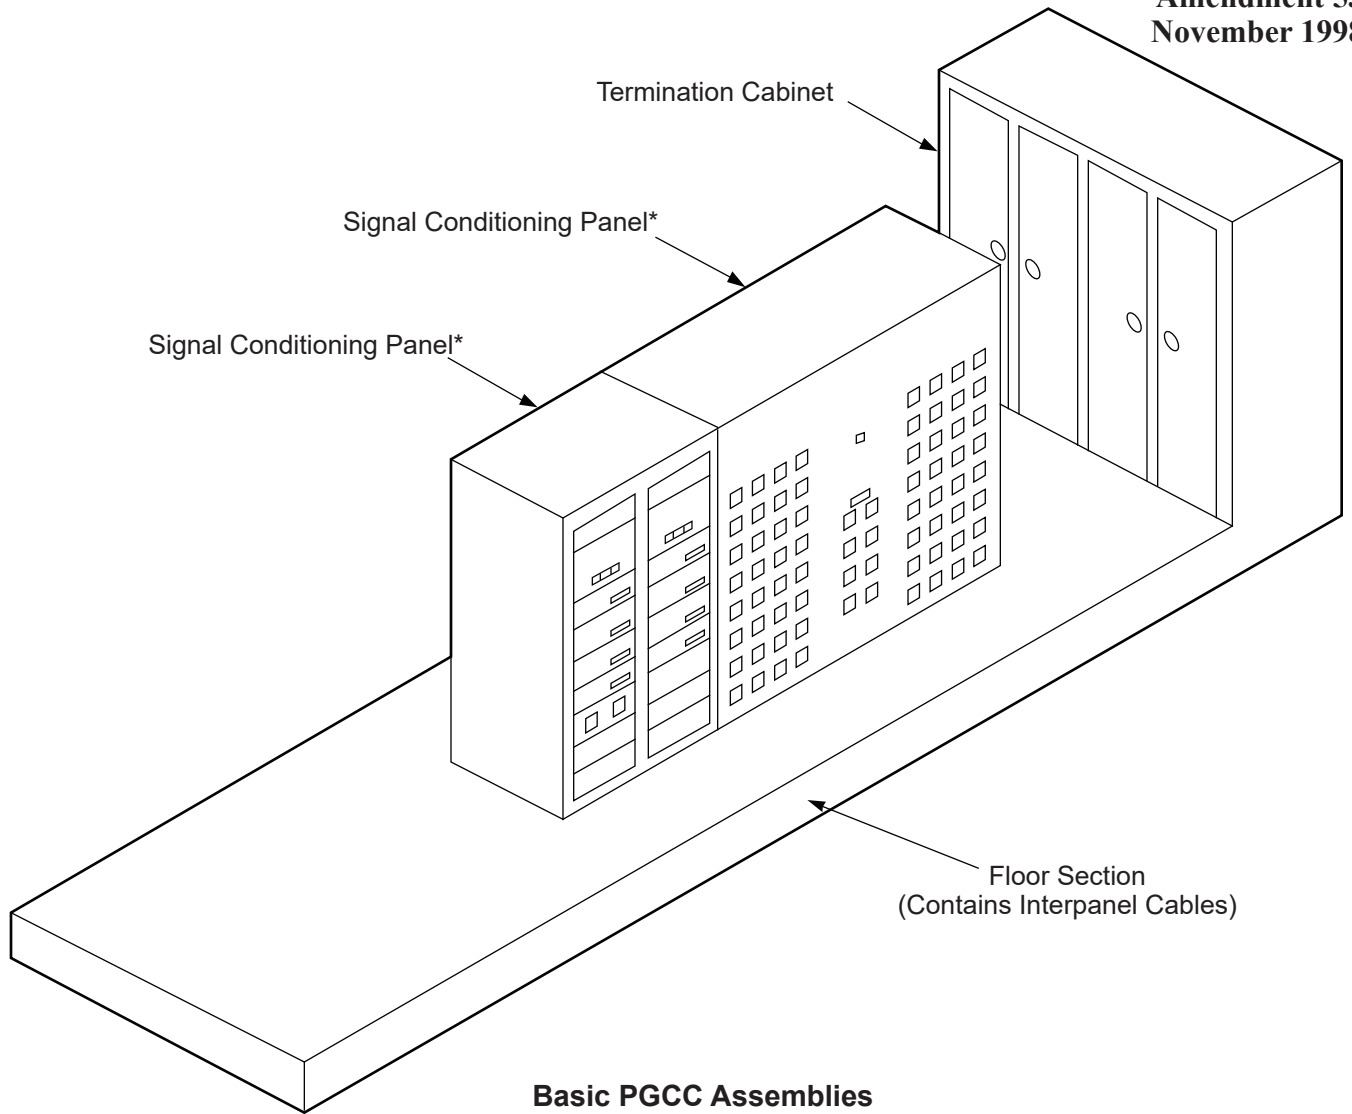 Amendment
November 1998
Termination Cabinet
Signal Conditioning Panel*
Signal Conditioning Panel*
Floor Section
(Contains Interpanel Cables)
Basic PGCC Assemblies